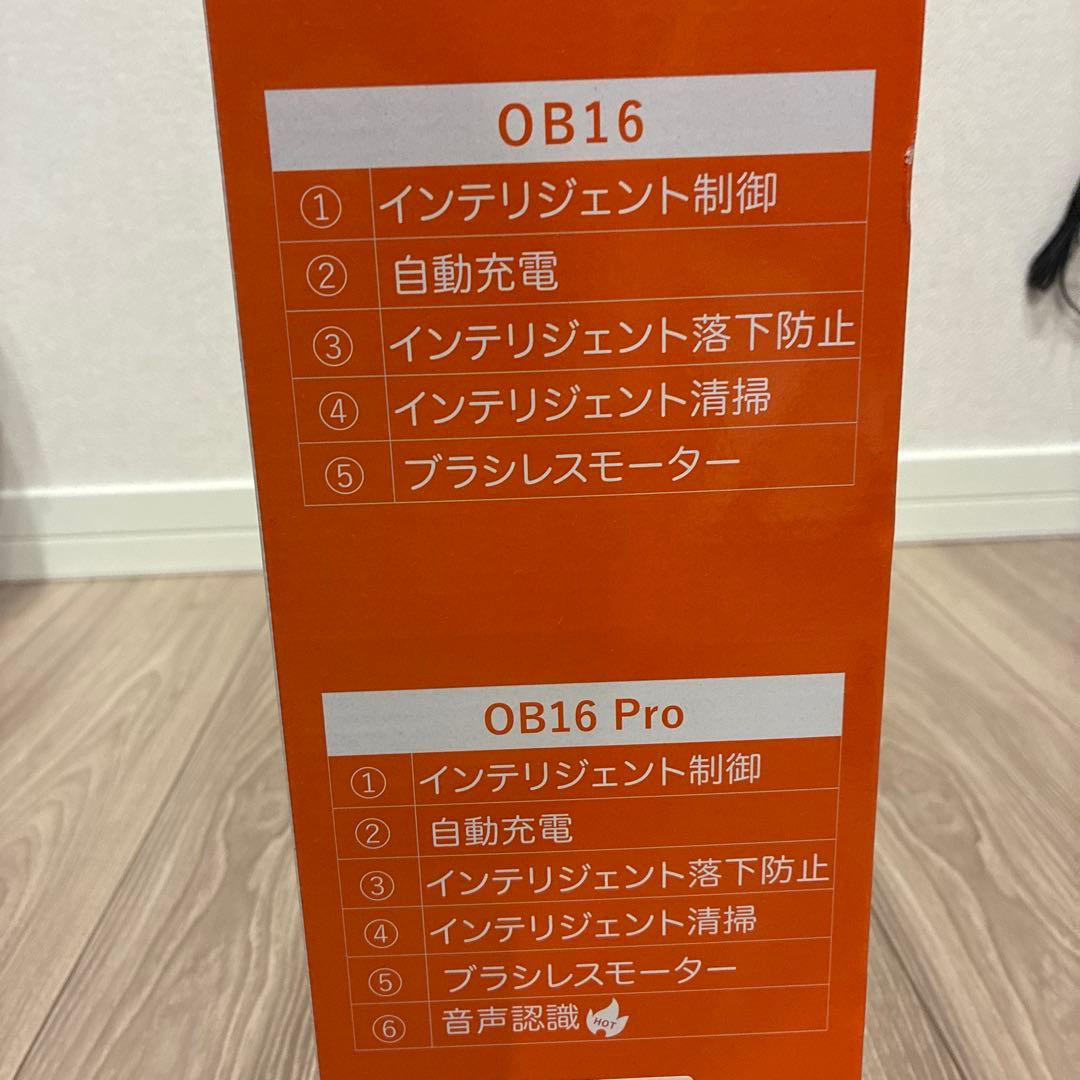 OB16
① インテリジェント制御
② 自動充電
③ インテリジェント落下防止
④ インテリジェント清掃
⑤ ブラシレスモーター
OB16 Pro
① インテリジェント制御
② 自動充電
③ インテリジェント落下防止
④ インテリジェント清掃
⑤ ブラシレスモーター
⑥ 音声認識 HOT